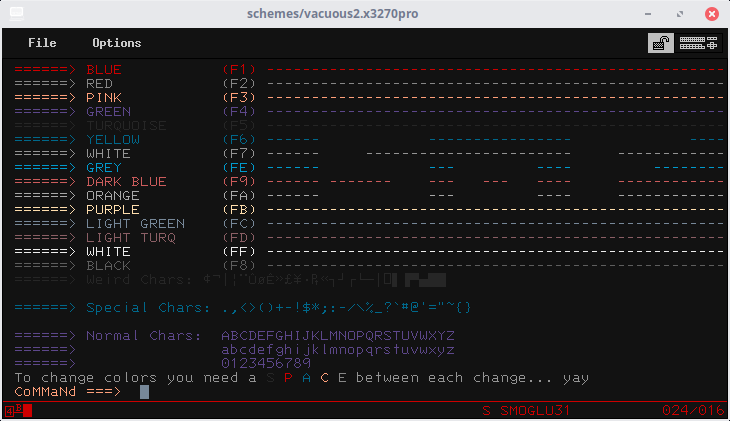 schemes/vacuous2.x3270pro
File Options
======> BLUE (F1) --------------------------------------------------------
======> RED (F2) --------------------------------------------------------
======> PINK (F3) --------------------------------------------------------
======> GREEN (F4) --------------------------------------------------------
======> TURQUOISE (F5) --------------------------------------------------------
======> YELLOW (F6) ------ --- --- ------
======> WHITE (F7) ------ --- --- ------
======> GREY (FE) ------ --- --- ------
======> DARK BLUE (F9) ------ --- --- ------
======> ORANGE (FA) ------ --- --- ------
======> PURPLE (FB) --------------------------------------------------------
======> LIGHT GREEN (FC) --------------------------------------------------------
======> LIGHT TURQ (FD) --------------------------------------------------------
======> WHITE (FF) --------------------------------------------------------
======> BLACK (F8) --------------------------------------------------------
======> Weird Chars:
======> Special Chars: .,<>()+-!$*;:-/\%_?`#@'="~{}
======> Normal Chars: ABCDEFGHIJKLMNOPQRSTUVWXYZ
======> abcdefghijklmnopqrstuvwxyz
======> 0123456789
To change colors you need a S P A C E between each change... yay
CoMMaNd ===>
S SMOGLU31 024/016